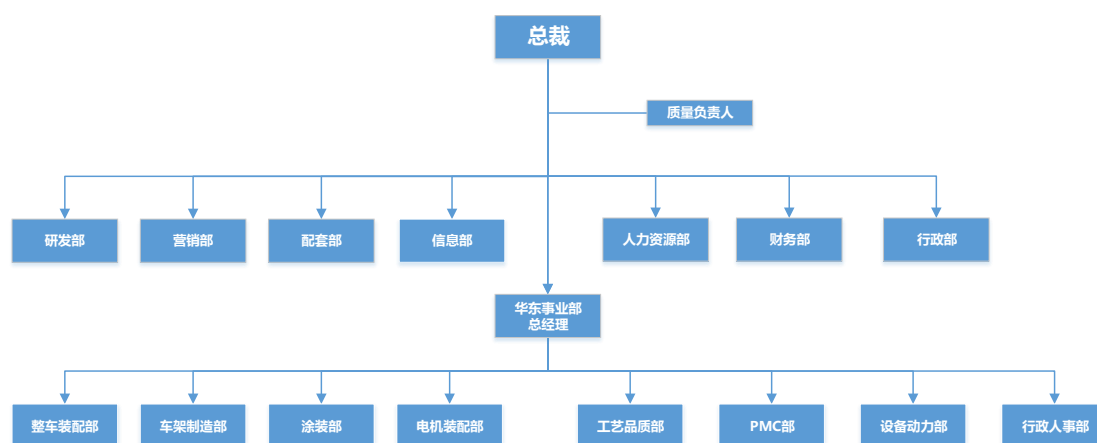 总裁
质量负责人
研发部
营销部
配套部
信息部
人力资源部
财务部
行政部
华东事业部
总经理
整车装配部
车架制造部
涂装部
电机装配部
工艺品质部
PMC部
设备动力部
行政人事部